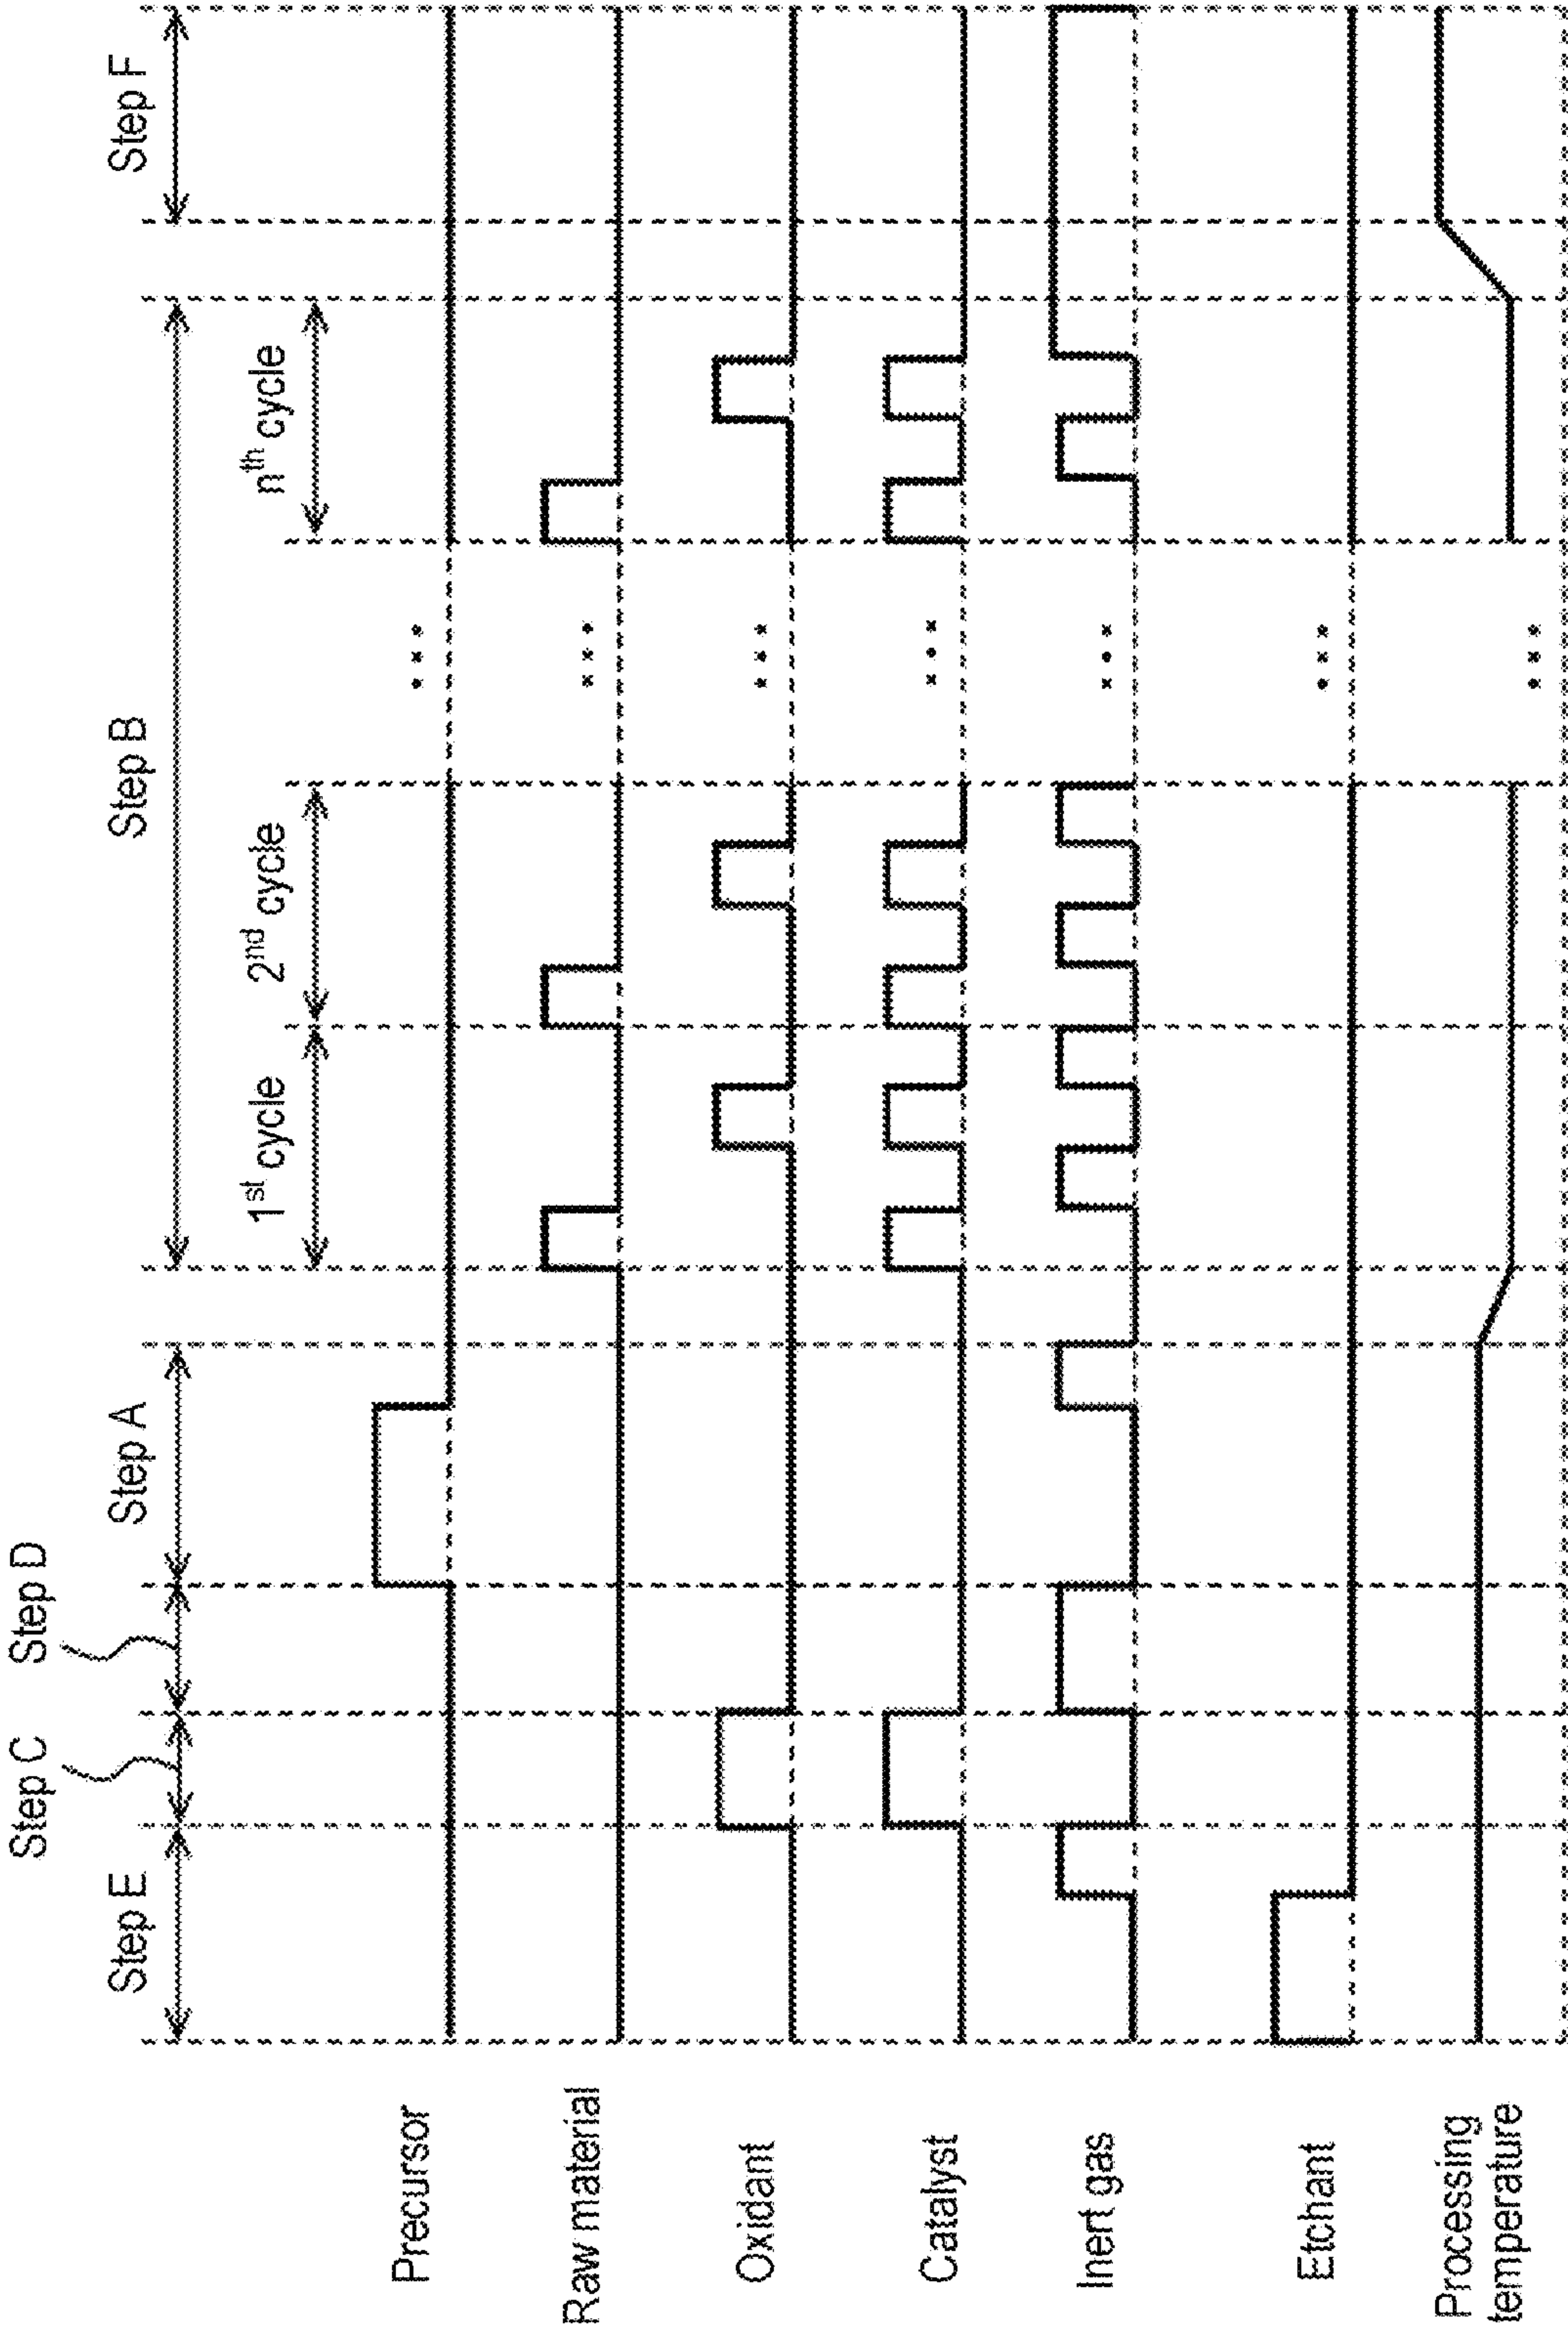 Step E
Step C
Step D
Step A
Step B
Step F
1st cycle
2nd cycle
nth cycle
Precursor
Raw material
Oxidant
Catalyst
Inert gas
Etchant
Processing
temperature